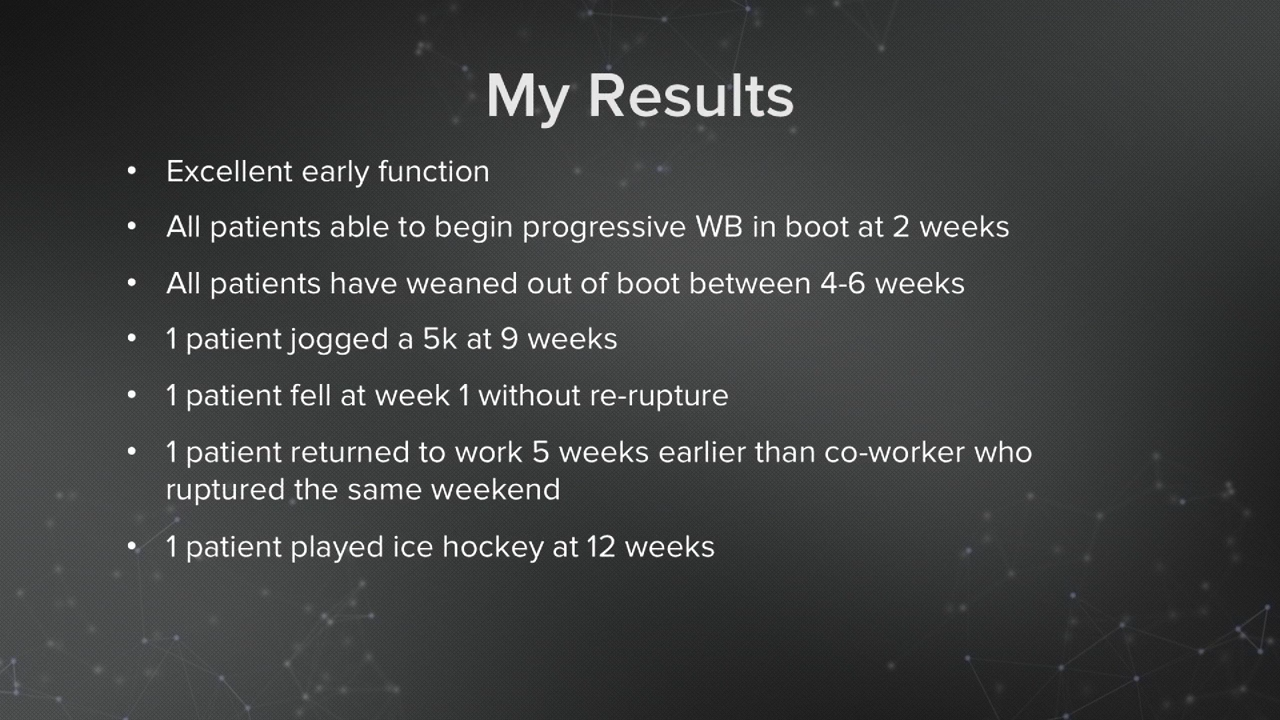 My Results
• Excellent early function
• All patients able to begin progressive WB in boot at 2 weeks
• All patients have weaned out of boot between 4-6 weeks
• 1 patient jogged a 5k at 9 weeks
• 1 patient fell at week 1 without re-rupture
• 1 patient returned to work 5 weeks earlier than co-worker who
ruptured the same weekend
• 1 patient played ice hockey at 12 weeks